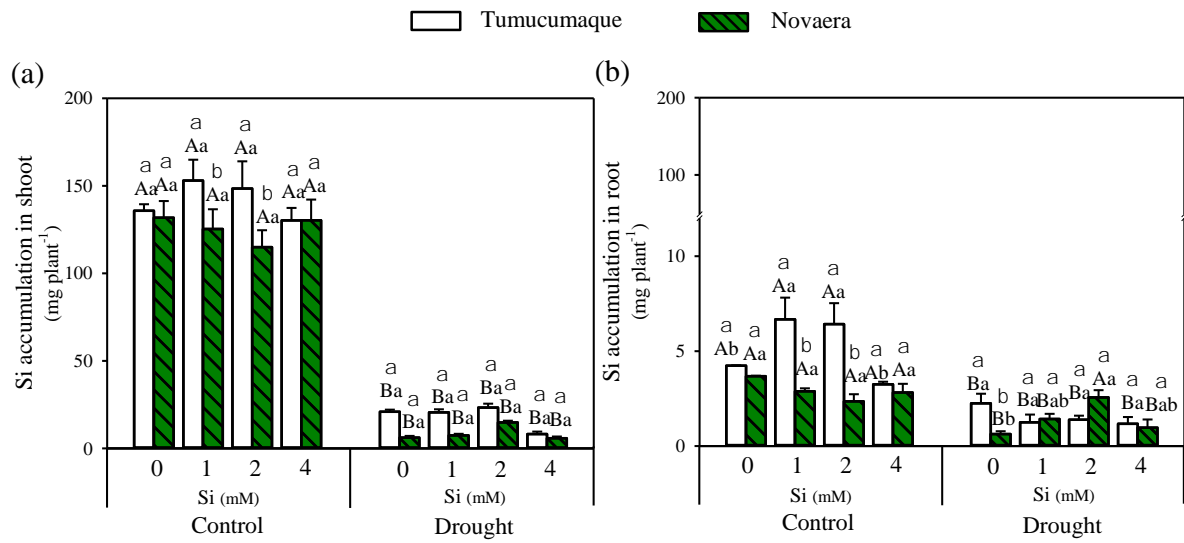 Tumucumaque Novaera
(a)
Si accumulation in shoot
(mg plant⁻¹)
200
150
100
50
0
a a a b a b a a
Aa Aa Aa Aa Aa Aa Aa Aa
a a a a a a a a
Ba Ba Ba Ba Ba Ba Ba Ba
0 1 2 4 0 1 2 4
Si (mM) Si (mM)
Control Drought
(b)
Si accumulation in root
(mg plant⁻¹)
200
100
10
5
0
a a a b a b a a
Ab Aa Aa Aa Aa Aa Ab Aa
a b a a a a a a
Ba Bb Ba Bab Ba Aa Ba Bab
0 1 2 4 0 1 2 4
Si (mM) Si (mM)
Control Drought